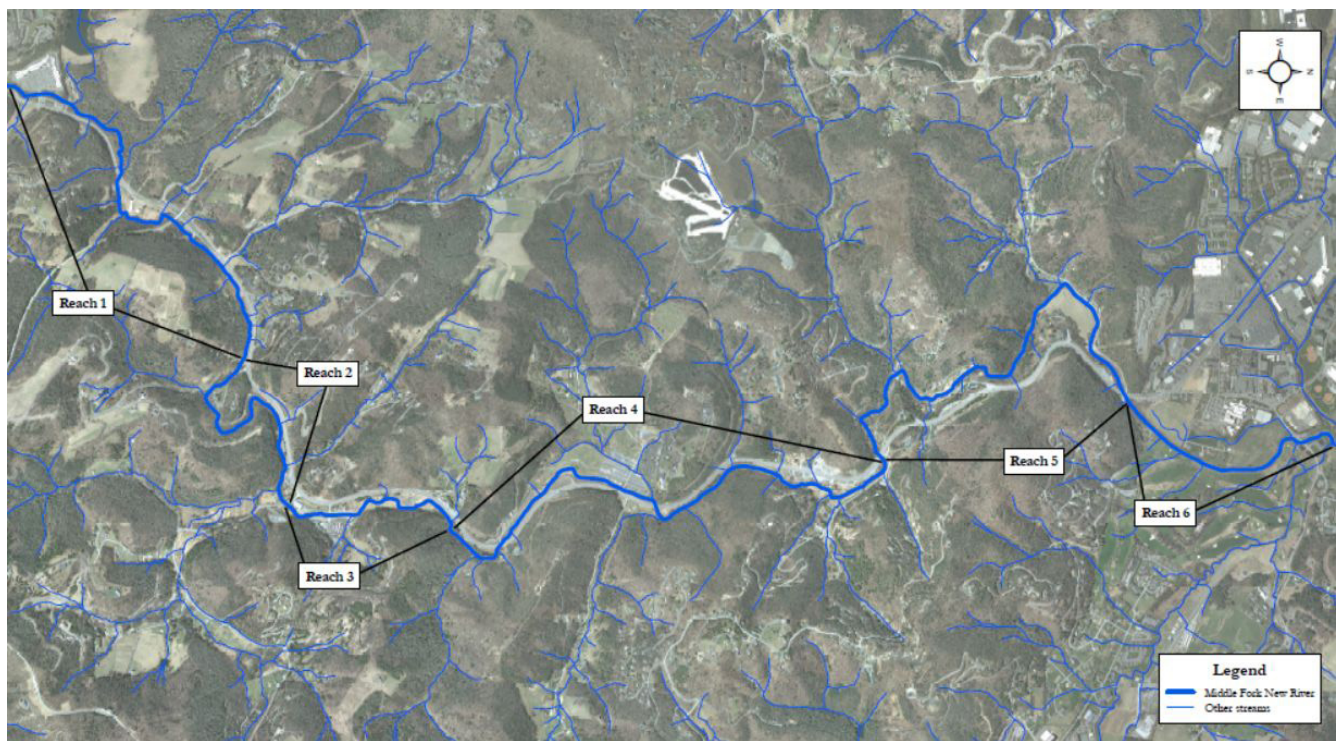 W
S
N
E
Reach 1
Reach 2
Reach 4
Reach 5
Reach 6
Reach 3
Legend
Middle Fork New River
Other streams